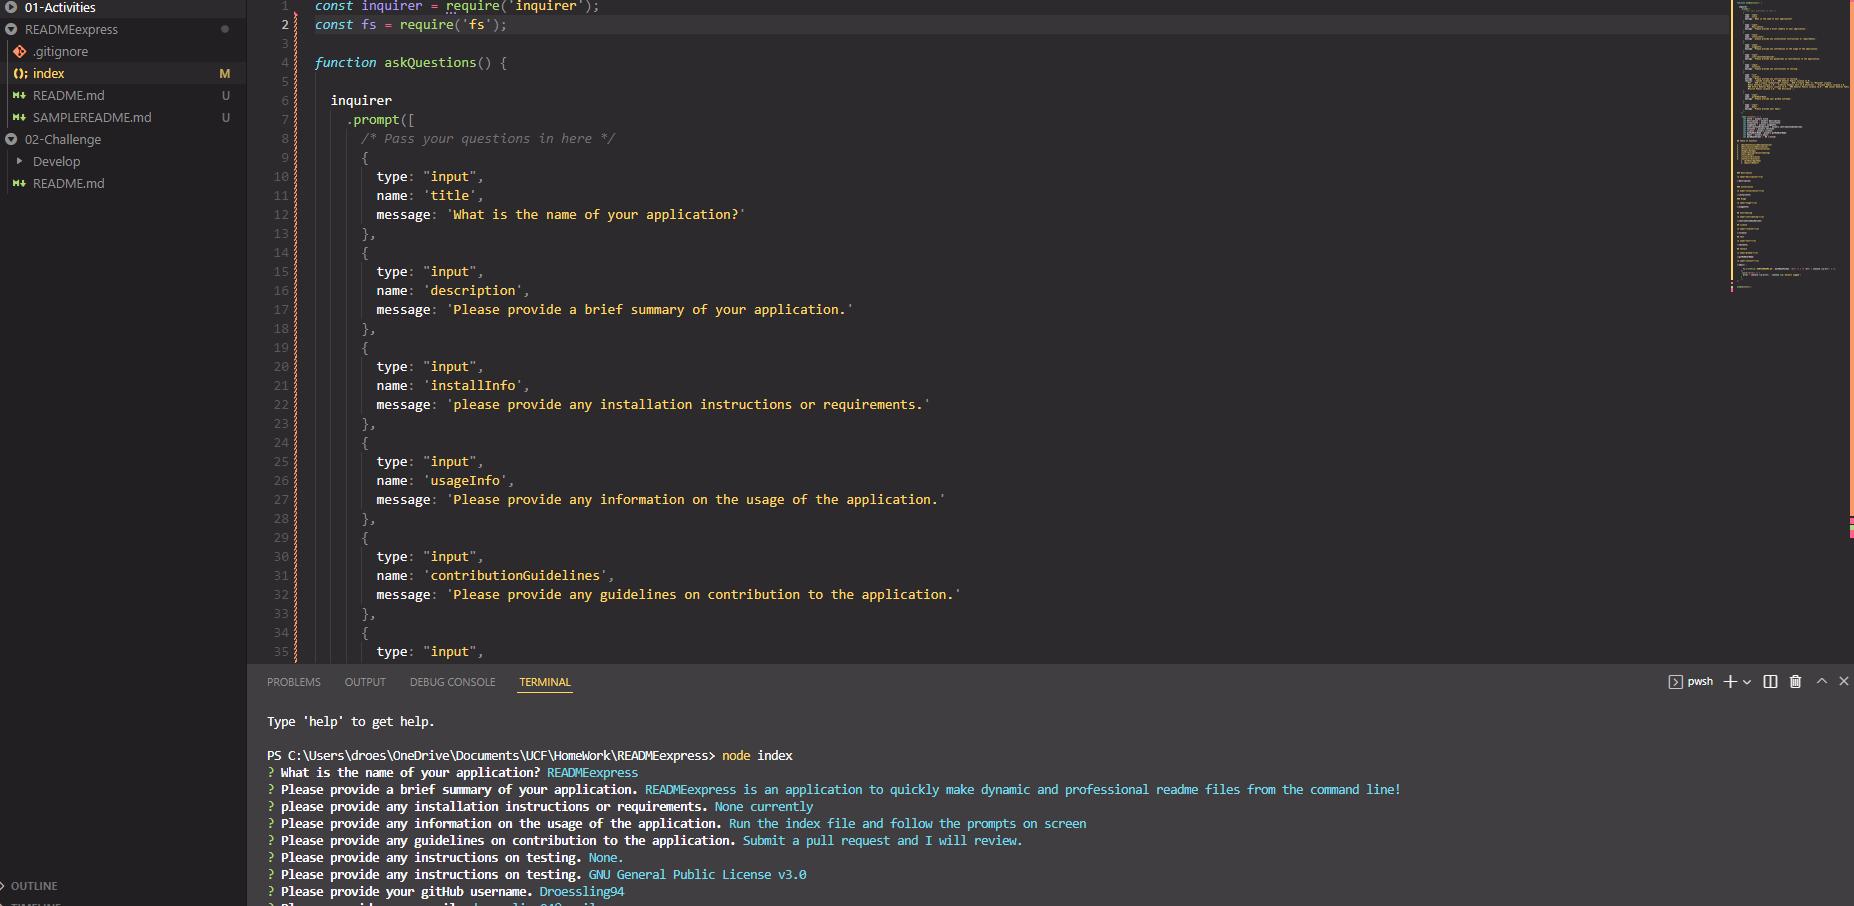 01-Activities
READMEexpress
.gitignore
index M
README.md U
SAMPLEREADME.md U
02-Challenge
Develop
README.md
OUTLINE
1 const inquirer = require('inquirer');
2 const fs = require('fs');
3
4 function askQuestions() {
5
6 inquirer
7 .prompt([
8 /* Pass your questions in here */
9 {
10 type: "input",
11 name: 'title',
12 message: 'What is the name of your application?'
13 },
14 {
15 type: "input",
16 name: 'description',
17 message: 'Please provide a brief summary of your application.'
18 },
19 {
20 type: "input",
21 name: 'installInfo',
22 message: 'please provide any installation instructions or requirements.'
23 },
24 {
25 type: "input",
26 name: 'usageInfo',
27 message: 'Please provide any information on the usage of the application.'
28 },
29 {
30 type: "input",
31 name: 'contributionGuidelines',
32 message: 'Please provide any guidelines on contribution to the application.'
33 },
34 {
35 type: "input",
PROBLEMS OUTPUT DEBUG CONSOLE TERMINAL pwsh
Type 'help' to get help.
PS C:\Users\droes\OneDrive\Documents\UCF\HomeWork\READMEexpress> node index
? What is the name of your application? READMEexpress
? Please provide a brief summary of your application. READMEexpress is an application to quickly make dynamic and professional readme files from the command line!
? please provide any installation instructions or requirements. None currently
? Please provide any information on the usage of the application. Run the index file and follow the prompts on screen
? Please provide any guidelines on contribution to the application. Submit a pull request and I will review.
? Please provide any instructions on testing. None.
? Please provide any instructions on testing. GNU General Public License v3.0
? Please provide your gitHub username. Droessling94